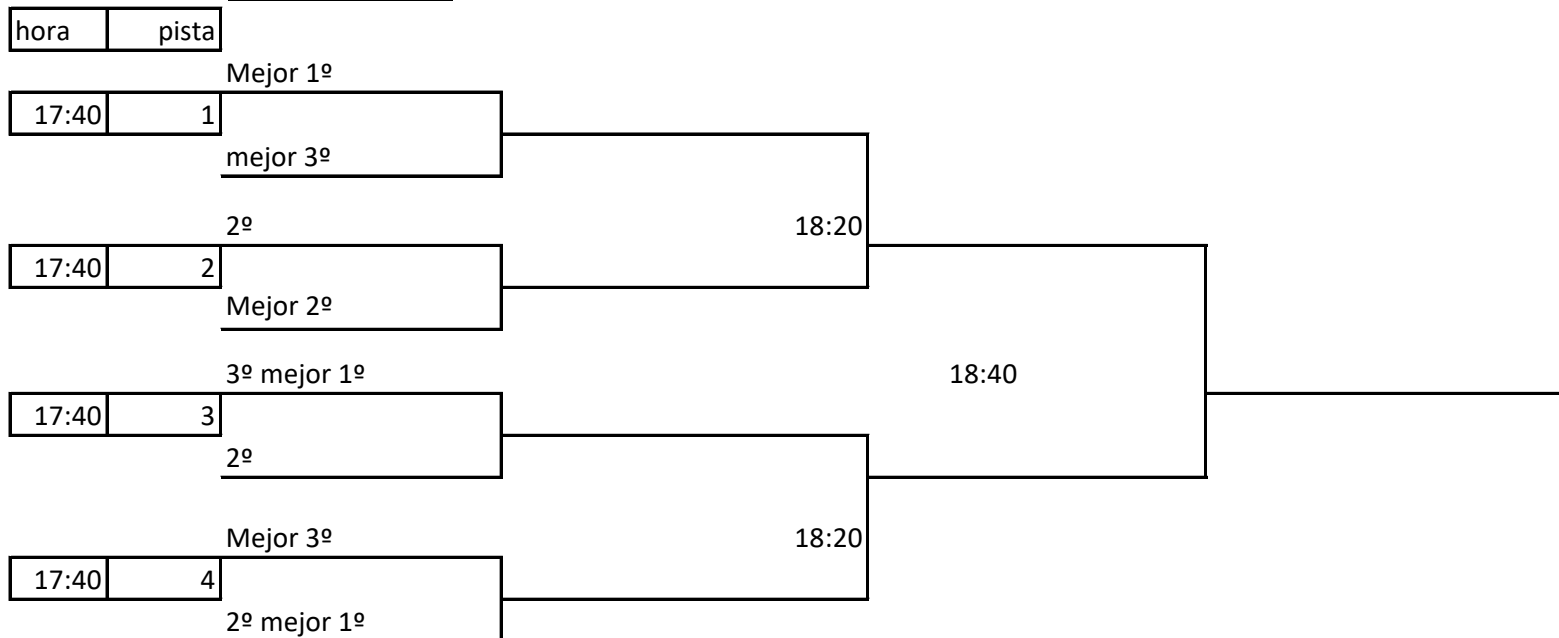 hora pista
Mejor 1º
17:40 1
mejor 3º
2º 18:20
17:40 2
Mejor 2º
3º mejor 1º 18:40
17:40 3
2º
Mejor 3º 18:20
17:40 4
2º mejor 1º